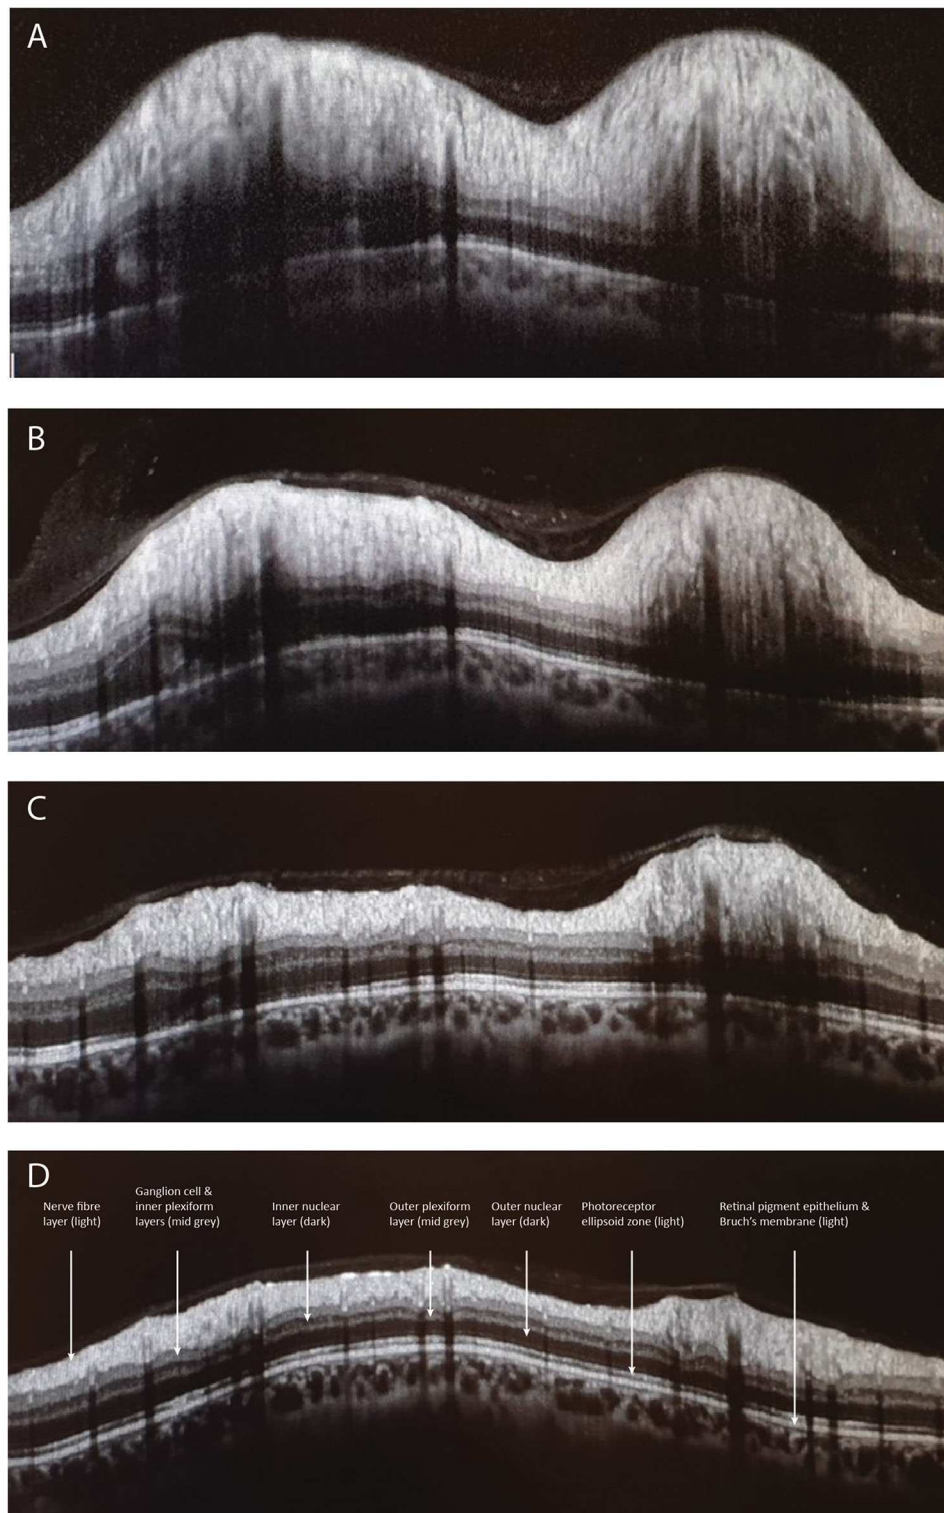 A
B
C
D
Nerve fibre
layer (light)
Ganglion cell &
inner plexiform
layers (mid grey)
Inner nuclear
layer (dark)
Outer plexiform
layer (mid grey)
Outer nuclear
layer (dark)
Photoreceptor
ellipsoid zone (light)
Retinal pigment epithelium &
Bruch's membrane (light)